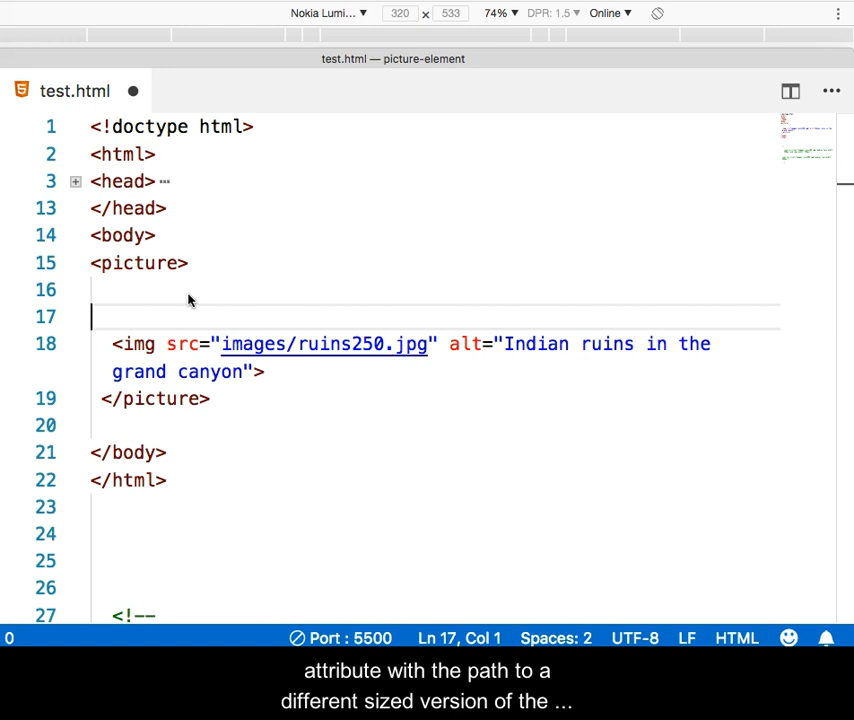 Nokia Lumi... ▼ 320 x 533 74% ▼ DPR: 1.5 ▼ Online ▼
test.html — picture-element
test.html
1 <!doctype html>
2 <html>
3 <head>
13 </head>
14 <body>
15 <picture>
16
17
18 <img src="images/ruins250.jpg" alt="Indian ruins in the
grand canyon">
19 </picture>
20
21 </body>
22 </html>
23
24
25
26
27 <!--
0 Port : 5500 Ln 17, Col 1 Spaces: 2 UTF-8 LF HTML
attribute with the path to a
different sized version of the ...